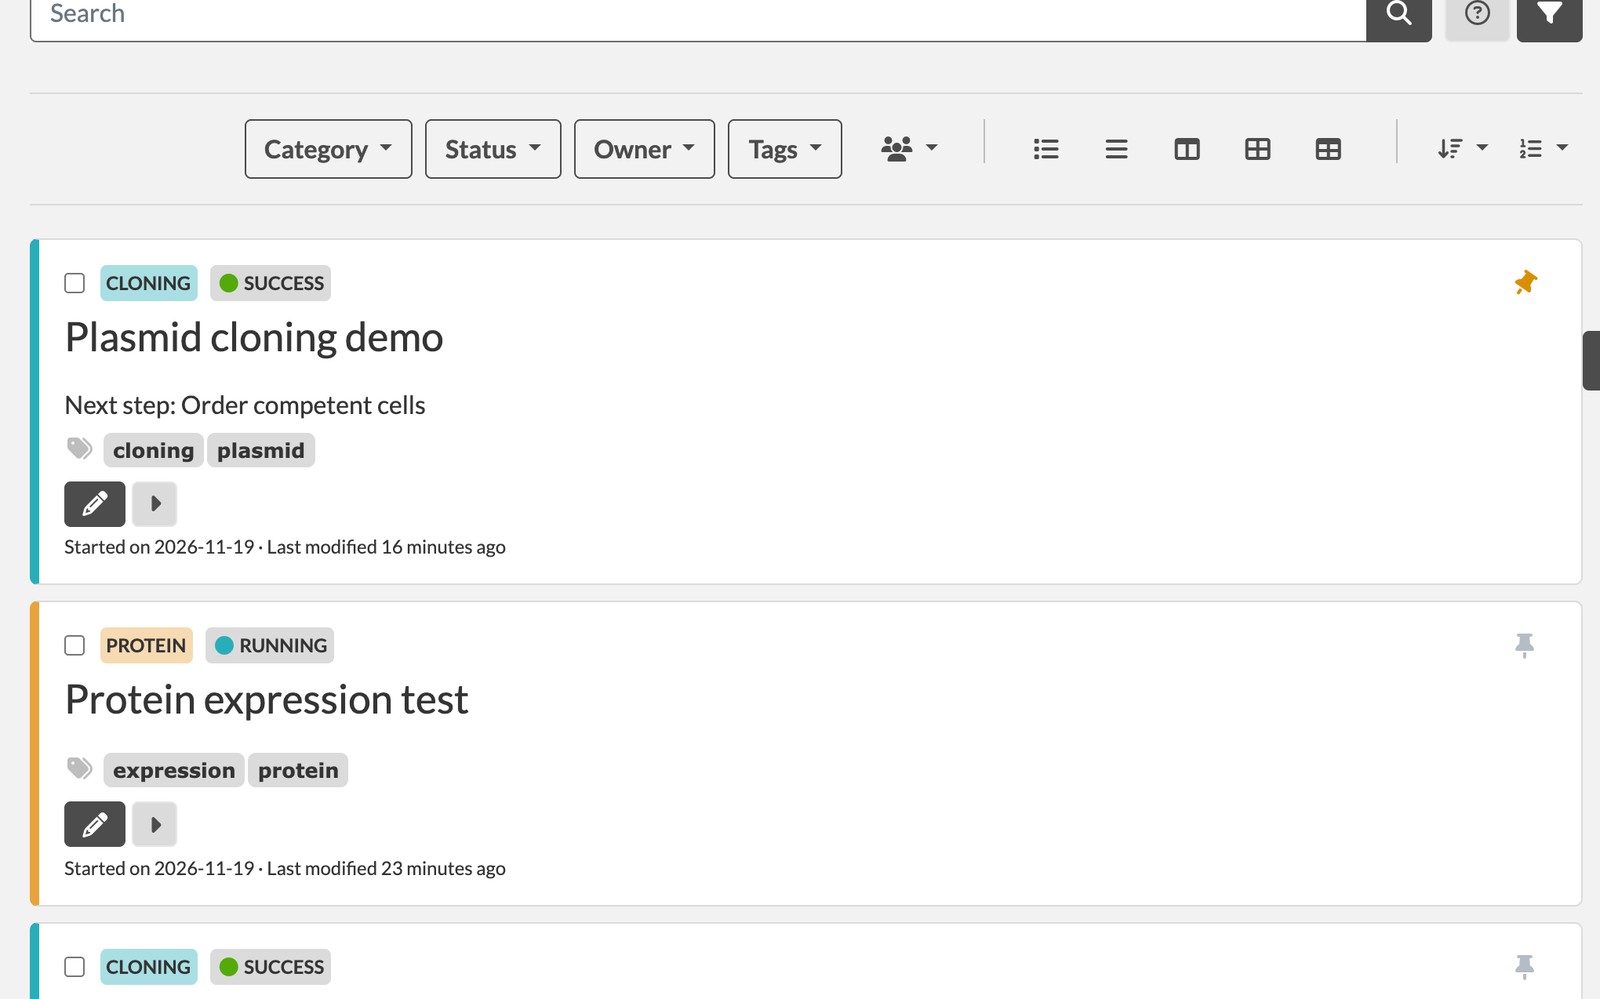 Search
Category Status Owner Tags
CLONING SUCCESS
Plasmid cloning demo
Next step: Order competent cells
cloning plasmid
Started on 2026-11-19 · Last modified 16 minutes ago
PROTEIN RUNNING
Protein expression test
expression protein
Started on 2026-11-19 · Last modified 23 minutes ago
CLONING SUCCESS